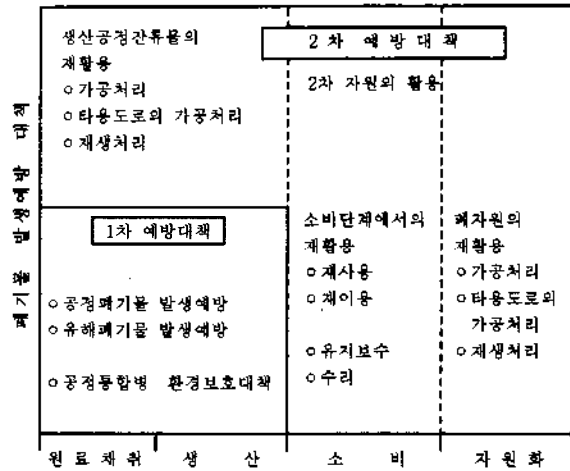 생산공정잔류물의
재활용
○가공처리
○타용도로의 가공처리
○재생처리
2차 예방대책
2차 자원의 활용
폐기물 발생예방 대책
1차 예방대책
○공정폐기물 발생예방
○유해폐기물 발생예방
○공정통합병 환경보호대책
소비단계에서의
재활용
○재사용
○재이용
○유지보수
○수리
폐자원의
재활용
○가공처리
○타용도로의
가공처리
○재생처리
원료채취
생 산
소 비
자원화